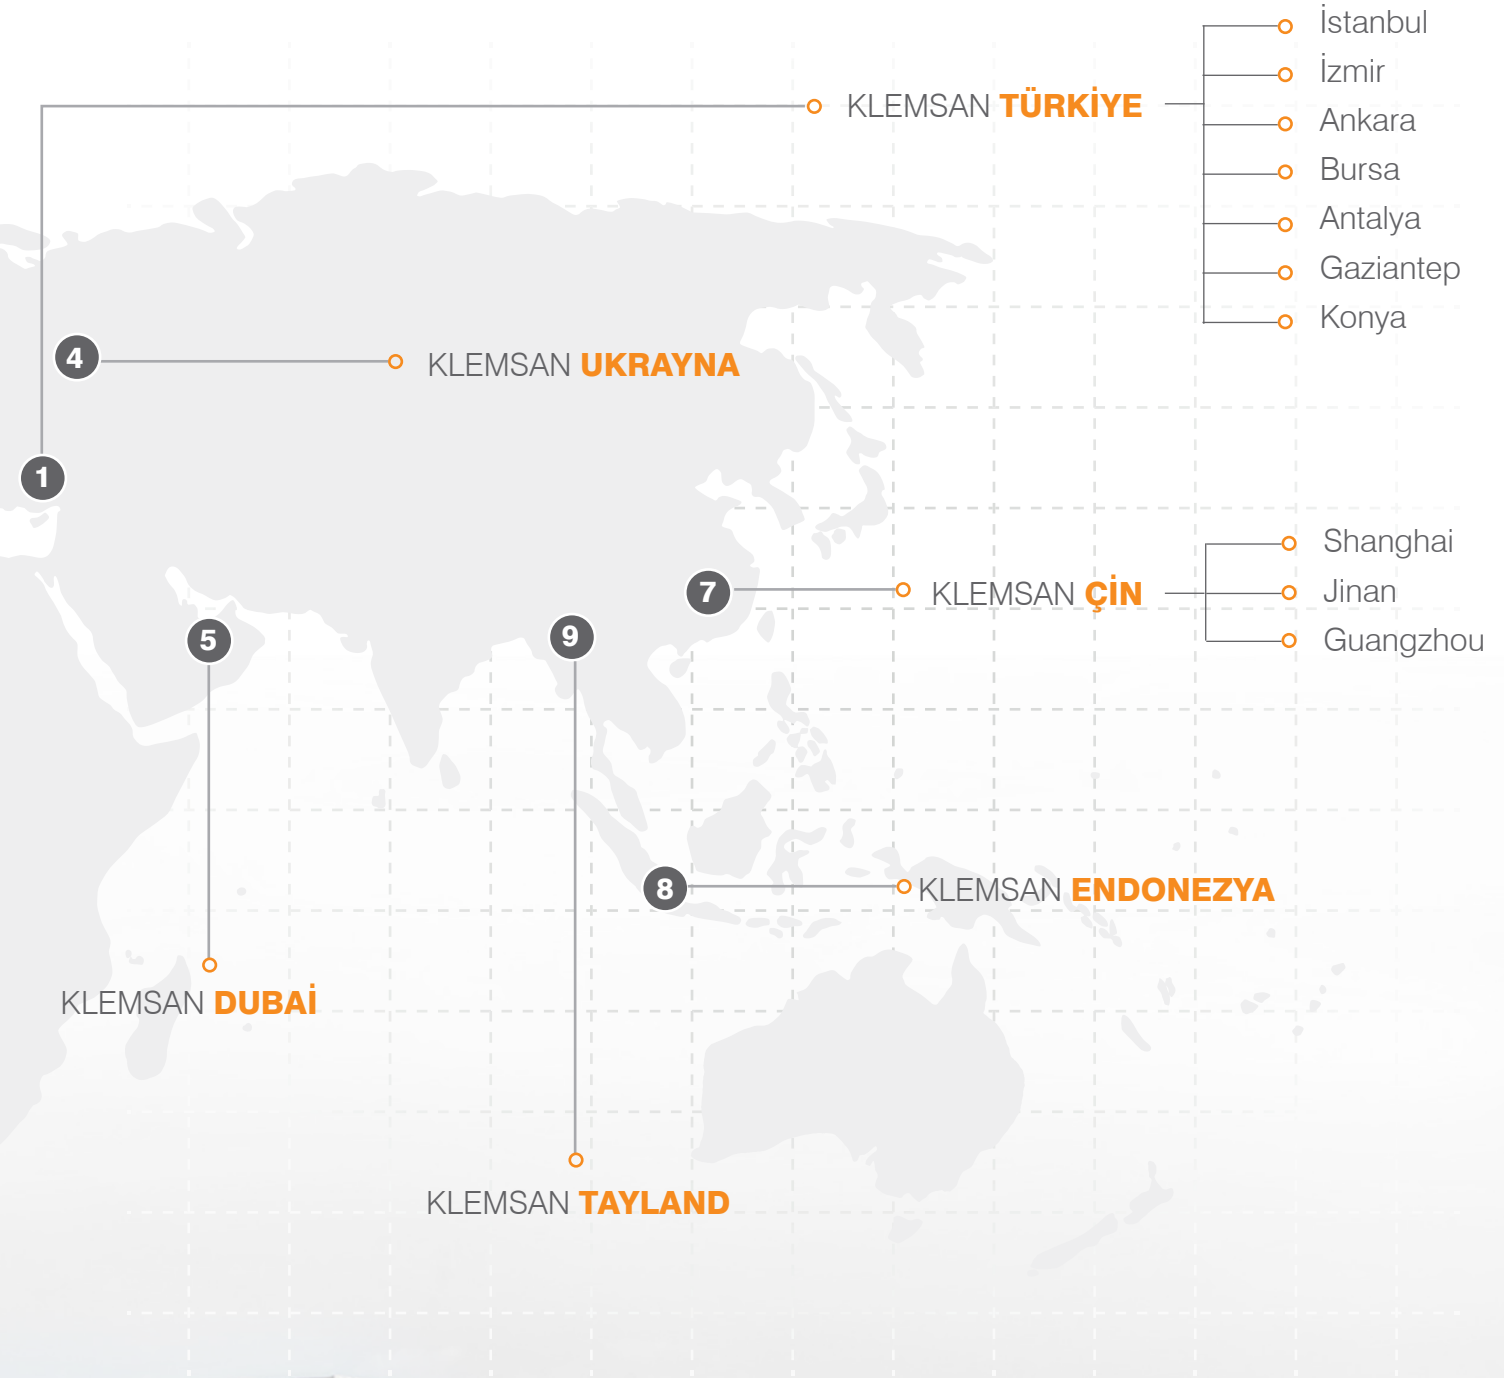 İstanbul
İzmir
KLEMSAN TÜRKİYE
Ankara
Bursa
Antalya
Gaziantep
Konya
4
KLEMSAN UKRAYNA
1
Shanghai
7
KLEMSAN ÇİN
Jinan
Guangzhou
5
9
8
KLEMSAN ENDONEZYA
KLEMSAN DUBAİ
KLEMSAN TAYLAND